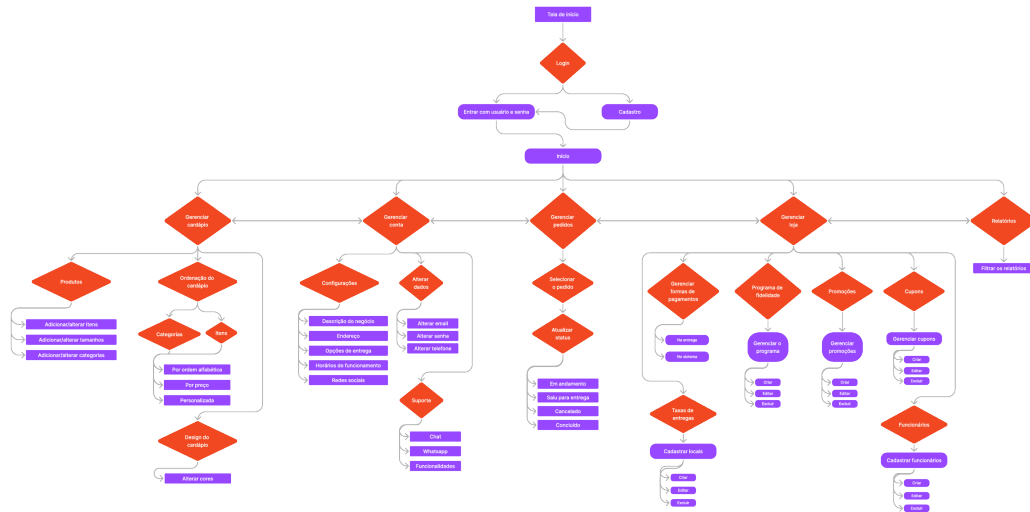 Tela de início
Login
Entrar com usuário e senha
Cadastro
Início
Gerenciar
cardápio
Gerenciar
conta
Gerenciar
pedidos
Gerenciar
loja
Relatórios
Produtos
Ordenação do
cardápio
Configurações
Alterar
dados
Selecionar
o pedido
Gerenciar
formas de
pagamentos
Programa de
fidelidade
Promoções
Cupons
Filtrar os relatórios
Adicionar/alterar itens
Adicionar/alterar tamanhos
Adicionar/alterar categorias
Categorias
Itens
Por ordem alfabética
Por preço
Personalizada
Design do
cardápio
Alterar cores
Descrição do negócio
Endereço
Opções de entrega
Horários de funcionamento
Redes sociais
Alterar email
Alterar senha
Alterar telefone
Suporte
Chat
Whatsapp
Funcionalidades
Atualizar
status
Em andamento
Saiu para entrega
Cancelado
Concluído
Na entrega
No sistema
Gerenciar o
programa
Criar
Editar
Excluir
Gerenciar
promoções
Criar
Editar
Excluir
Gerenciar cupons
Criar
Editar
Excluir
Taxas de
entregas
Cadastrar locais
Criar
Editar
Excluir
Funcionários
Cadastrar funcionários
Criar
Editar
Excluir